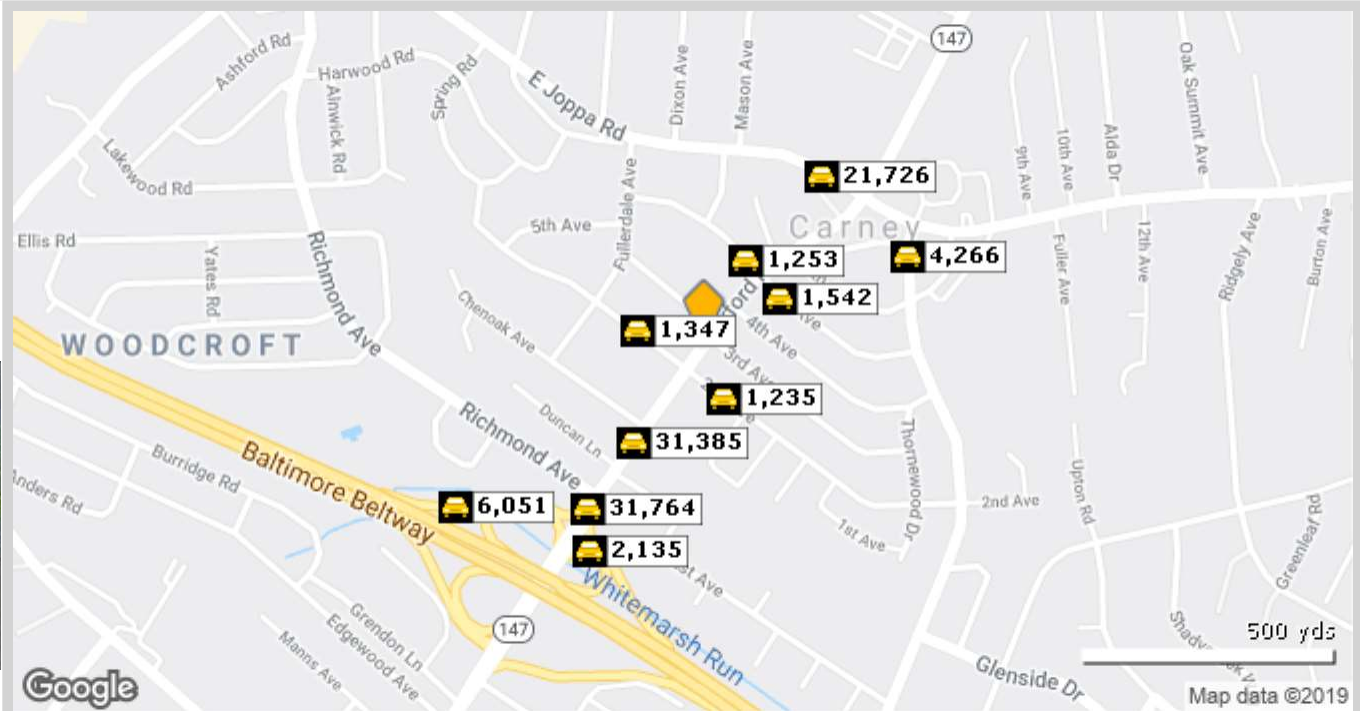 147
Ashford Rd
Harwood Rd
Alnwick Rd
Spring Rd
E Joppa Rd
Dixon Ave
Mason Ave
Oak Summit Ave
9th Ave
10th Ave
Alda Dr
Lakewood Rd
21,726
Fullerdale Ave
5th Ave
Carney
Ellis Rd
Yates Rd
Richmond Ave
1,253
4,266
Fuller Ave
12th Ave
Ridgely Ave
Burton Ave
1,542
Chenoak Ave
1,347
4th Ave
WOODCROFT
3rd Ave
1,235
Duncan Ln
31,385
Richmond Ave
Thornewood Dr
Baltimore Beltway
Burridge Rd
Anders Rd
6,051
31,764
2nd Ave
Upton Rd
1st Ave
2,135
Greenleaf Rd
Whitemarsh Run
Grendon Ln
Edgewood Ave
Manns Ave
147
500 yds
Glenside Dr
Google
Map data ©2019